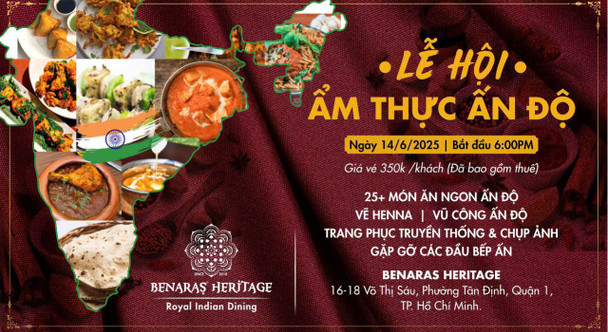 • LỄ HỘI •
ẨM THỰC ẤN ĐỘ
Ngày 14/6/2025 | Bắt đầu 6:00PM
Giá vé 350k /khách (Đã bao gồm thuế)
25+ MÓN ĂN NGON ẤN ĐỘ
VẼ HENNA | VŨ CÔNG ẤN ĐỘ
TRANG PHỤC TRUYỀN THỐNG & CHỤP ẢNH
GẶP GỠ CÁC ĐẦU BẾP ẤN
BENARAS HERITAGE
16-18 Võ Thị Sáu, Phường Tân Định, Quận 1,
TP. Hồ Chí Minh.
BENARAS HERITAGE
Royal Indian Dining